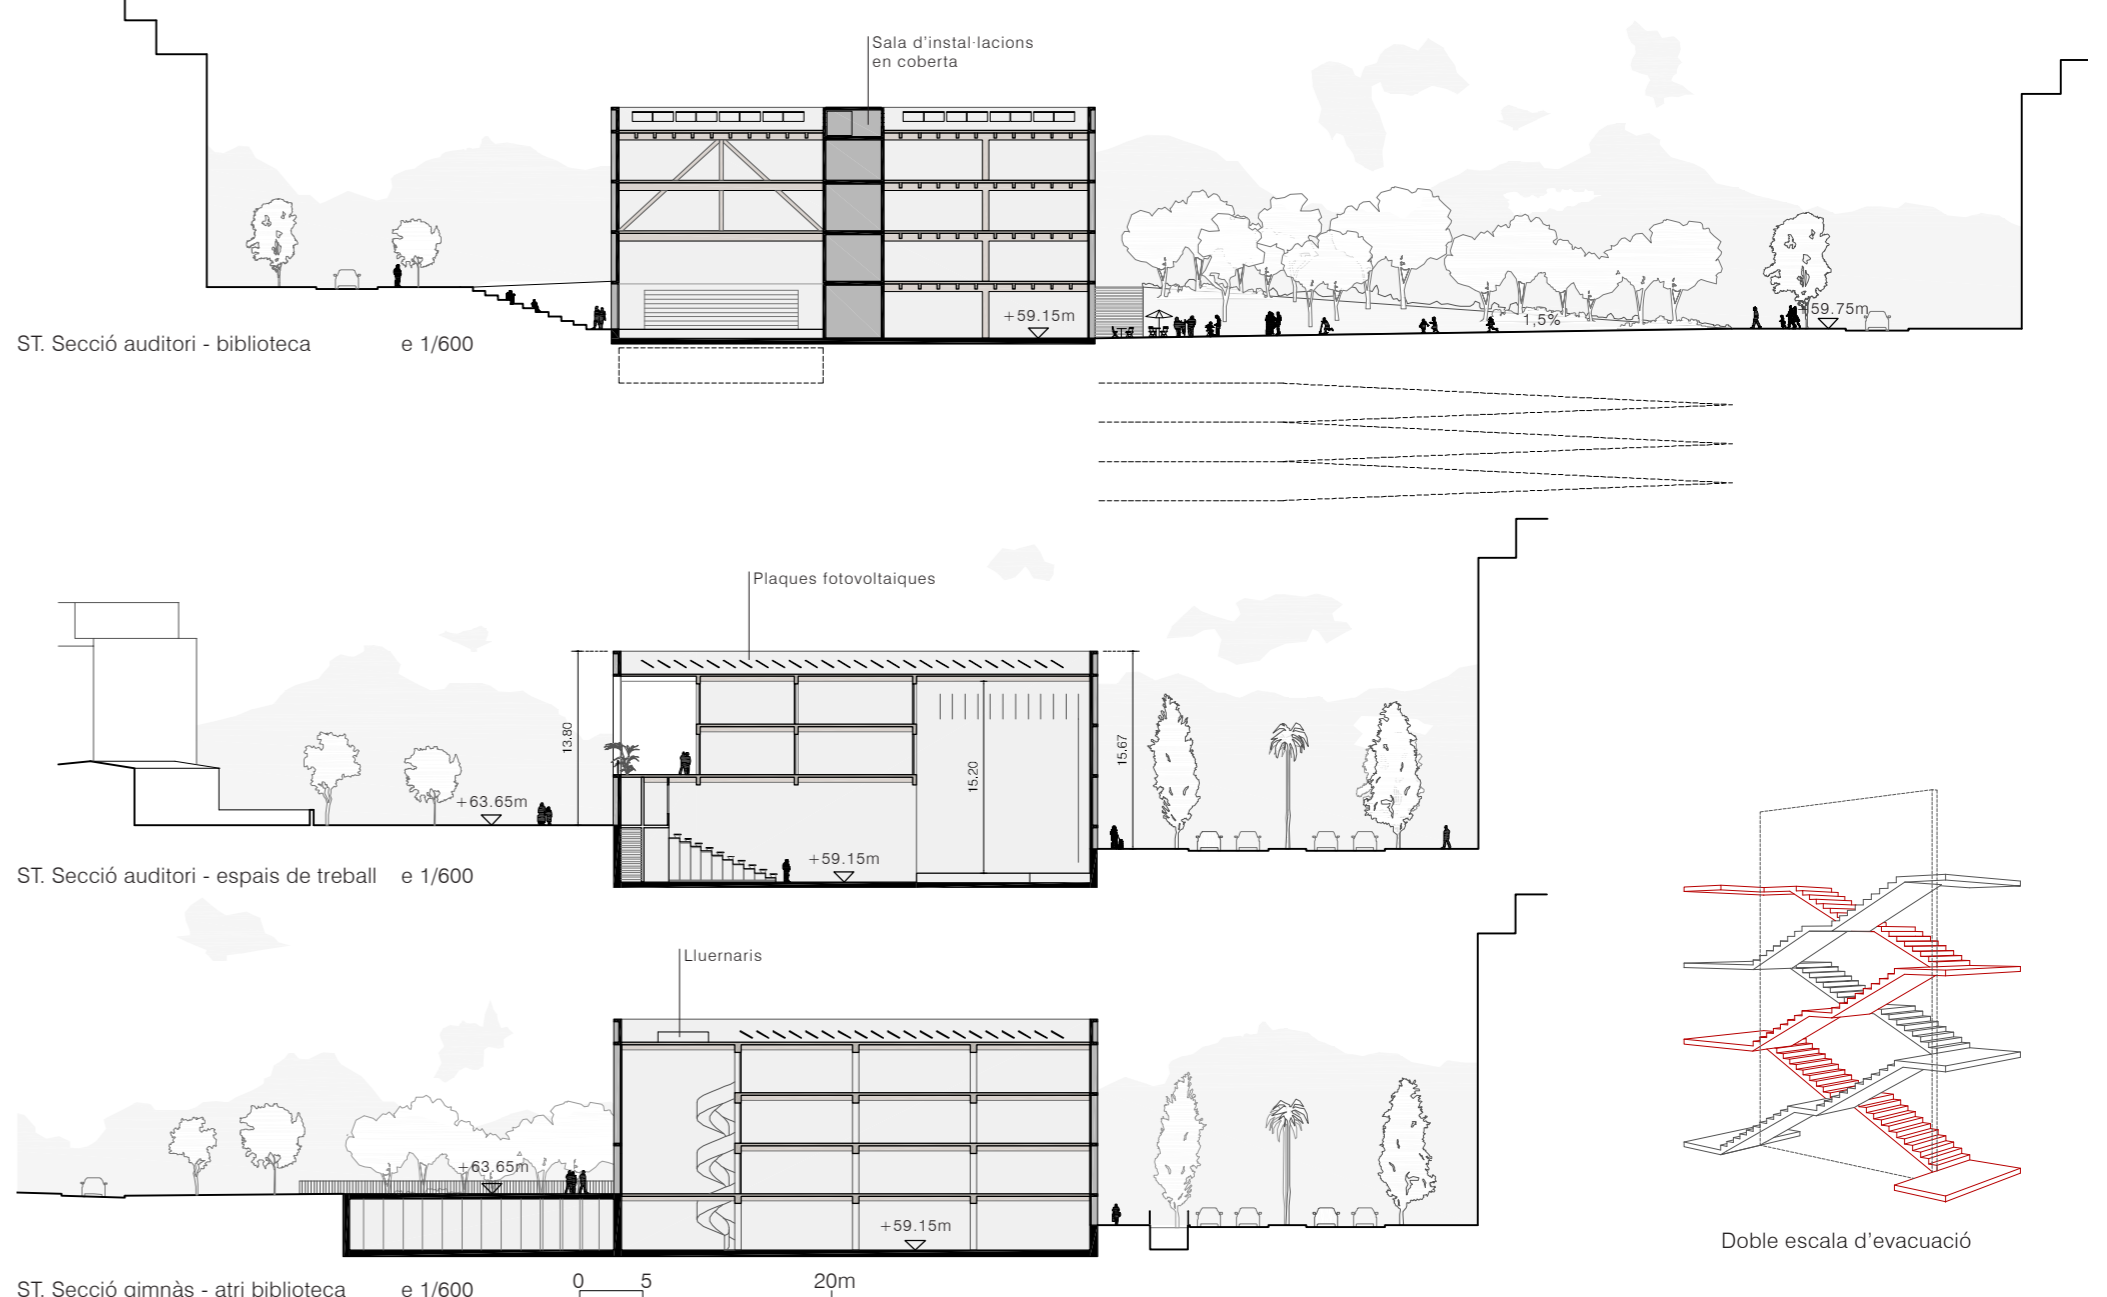 Sala d'instal·lacions
en coberta
+59.15m
1,5%
+59.75m
ST. Secció auditori - biblioteca e 1/600
Plaques fotovoltaiques
13.80
15.20
15.67
+63.65m
+59.15m
ST. Secció auditori - espais de treball e 1/600
Lluernaris
+63.65m
+59.15m
Doble escala d'evacuació
ST. Secció gimnàs - atri biblioteca e 1/600
0 5 20m